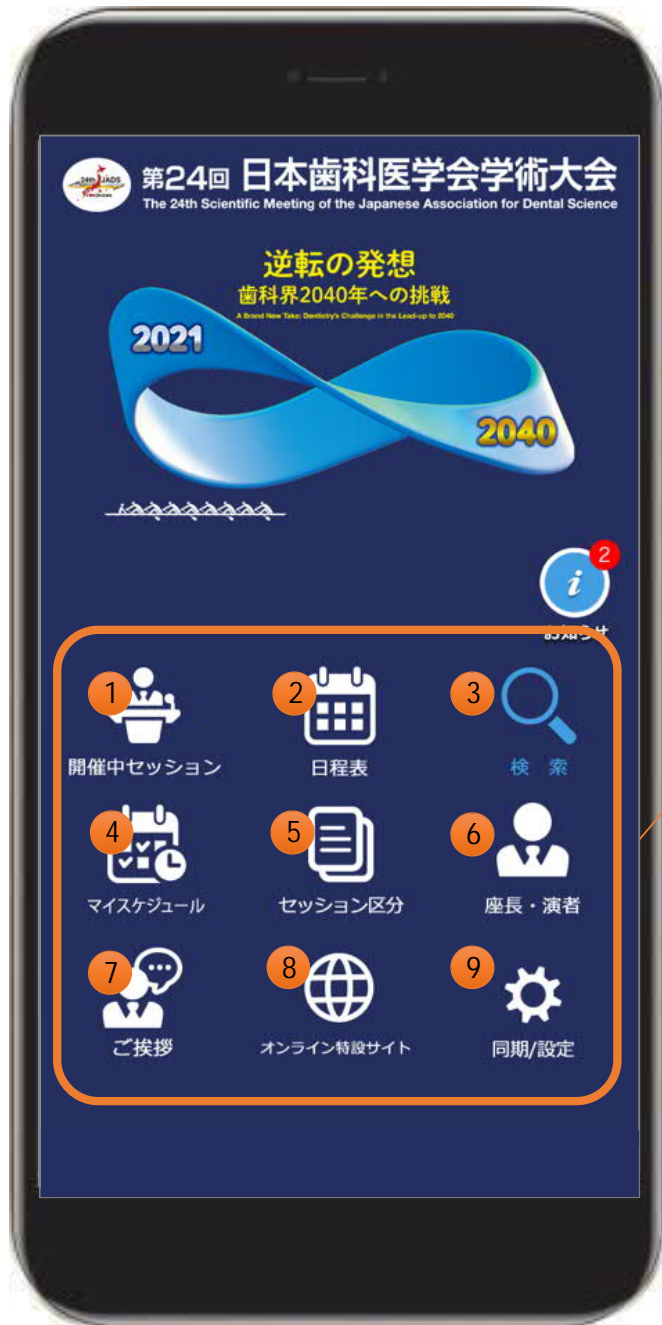 24th JADS
第24回 日本歯科医学会学術大会
The 24th Scientific Meeting of the Japanese Association for Dental Science
逆転の発想
歯科界2040年への挑戦
A Brand New Take: Dentistry's Challenge in the Lead-up to 2040
2021
2040
2
i
お知らせ
1
2
3
開催中セッション
日程表
検 索
4
5
6
マイスケジュール
セッション区分
座長・演者
7
8
9
ご挨拶
オンライン特設サイト
同期/設定